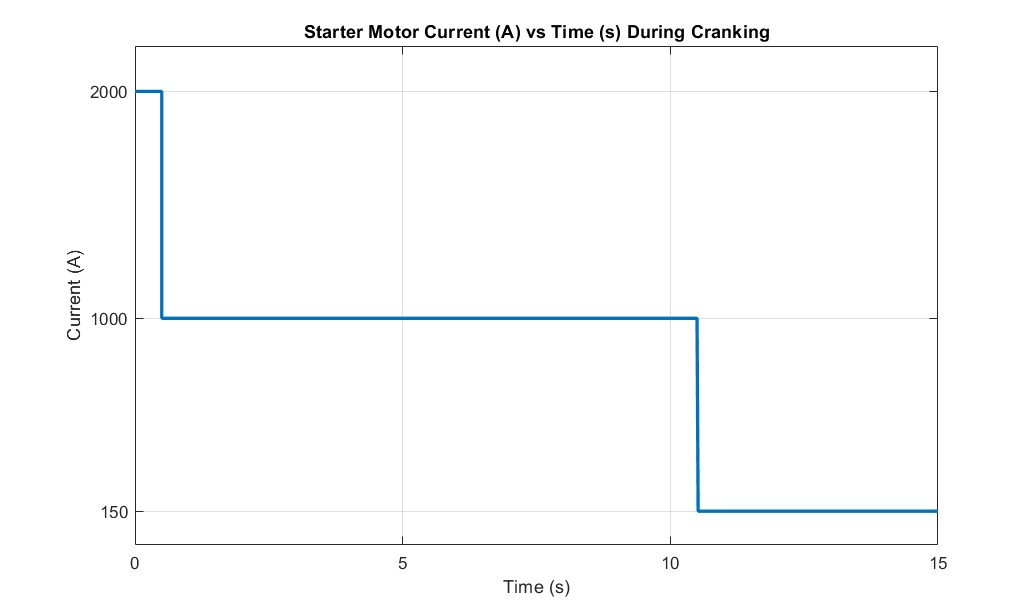 Starter Motor Current (A) vs Time (s) During Cranking
2000
1000
150
Current (A)
0 5 10 15
Time (s)